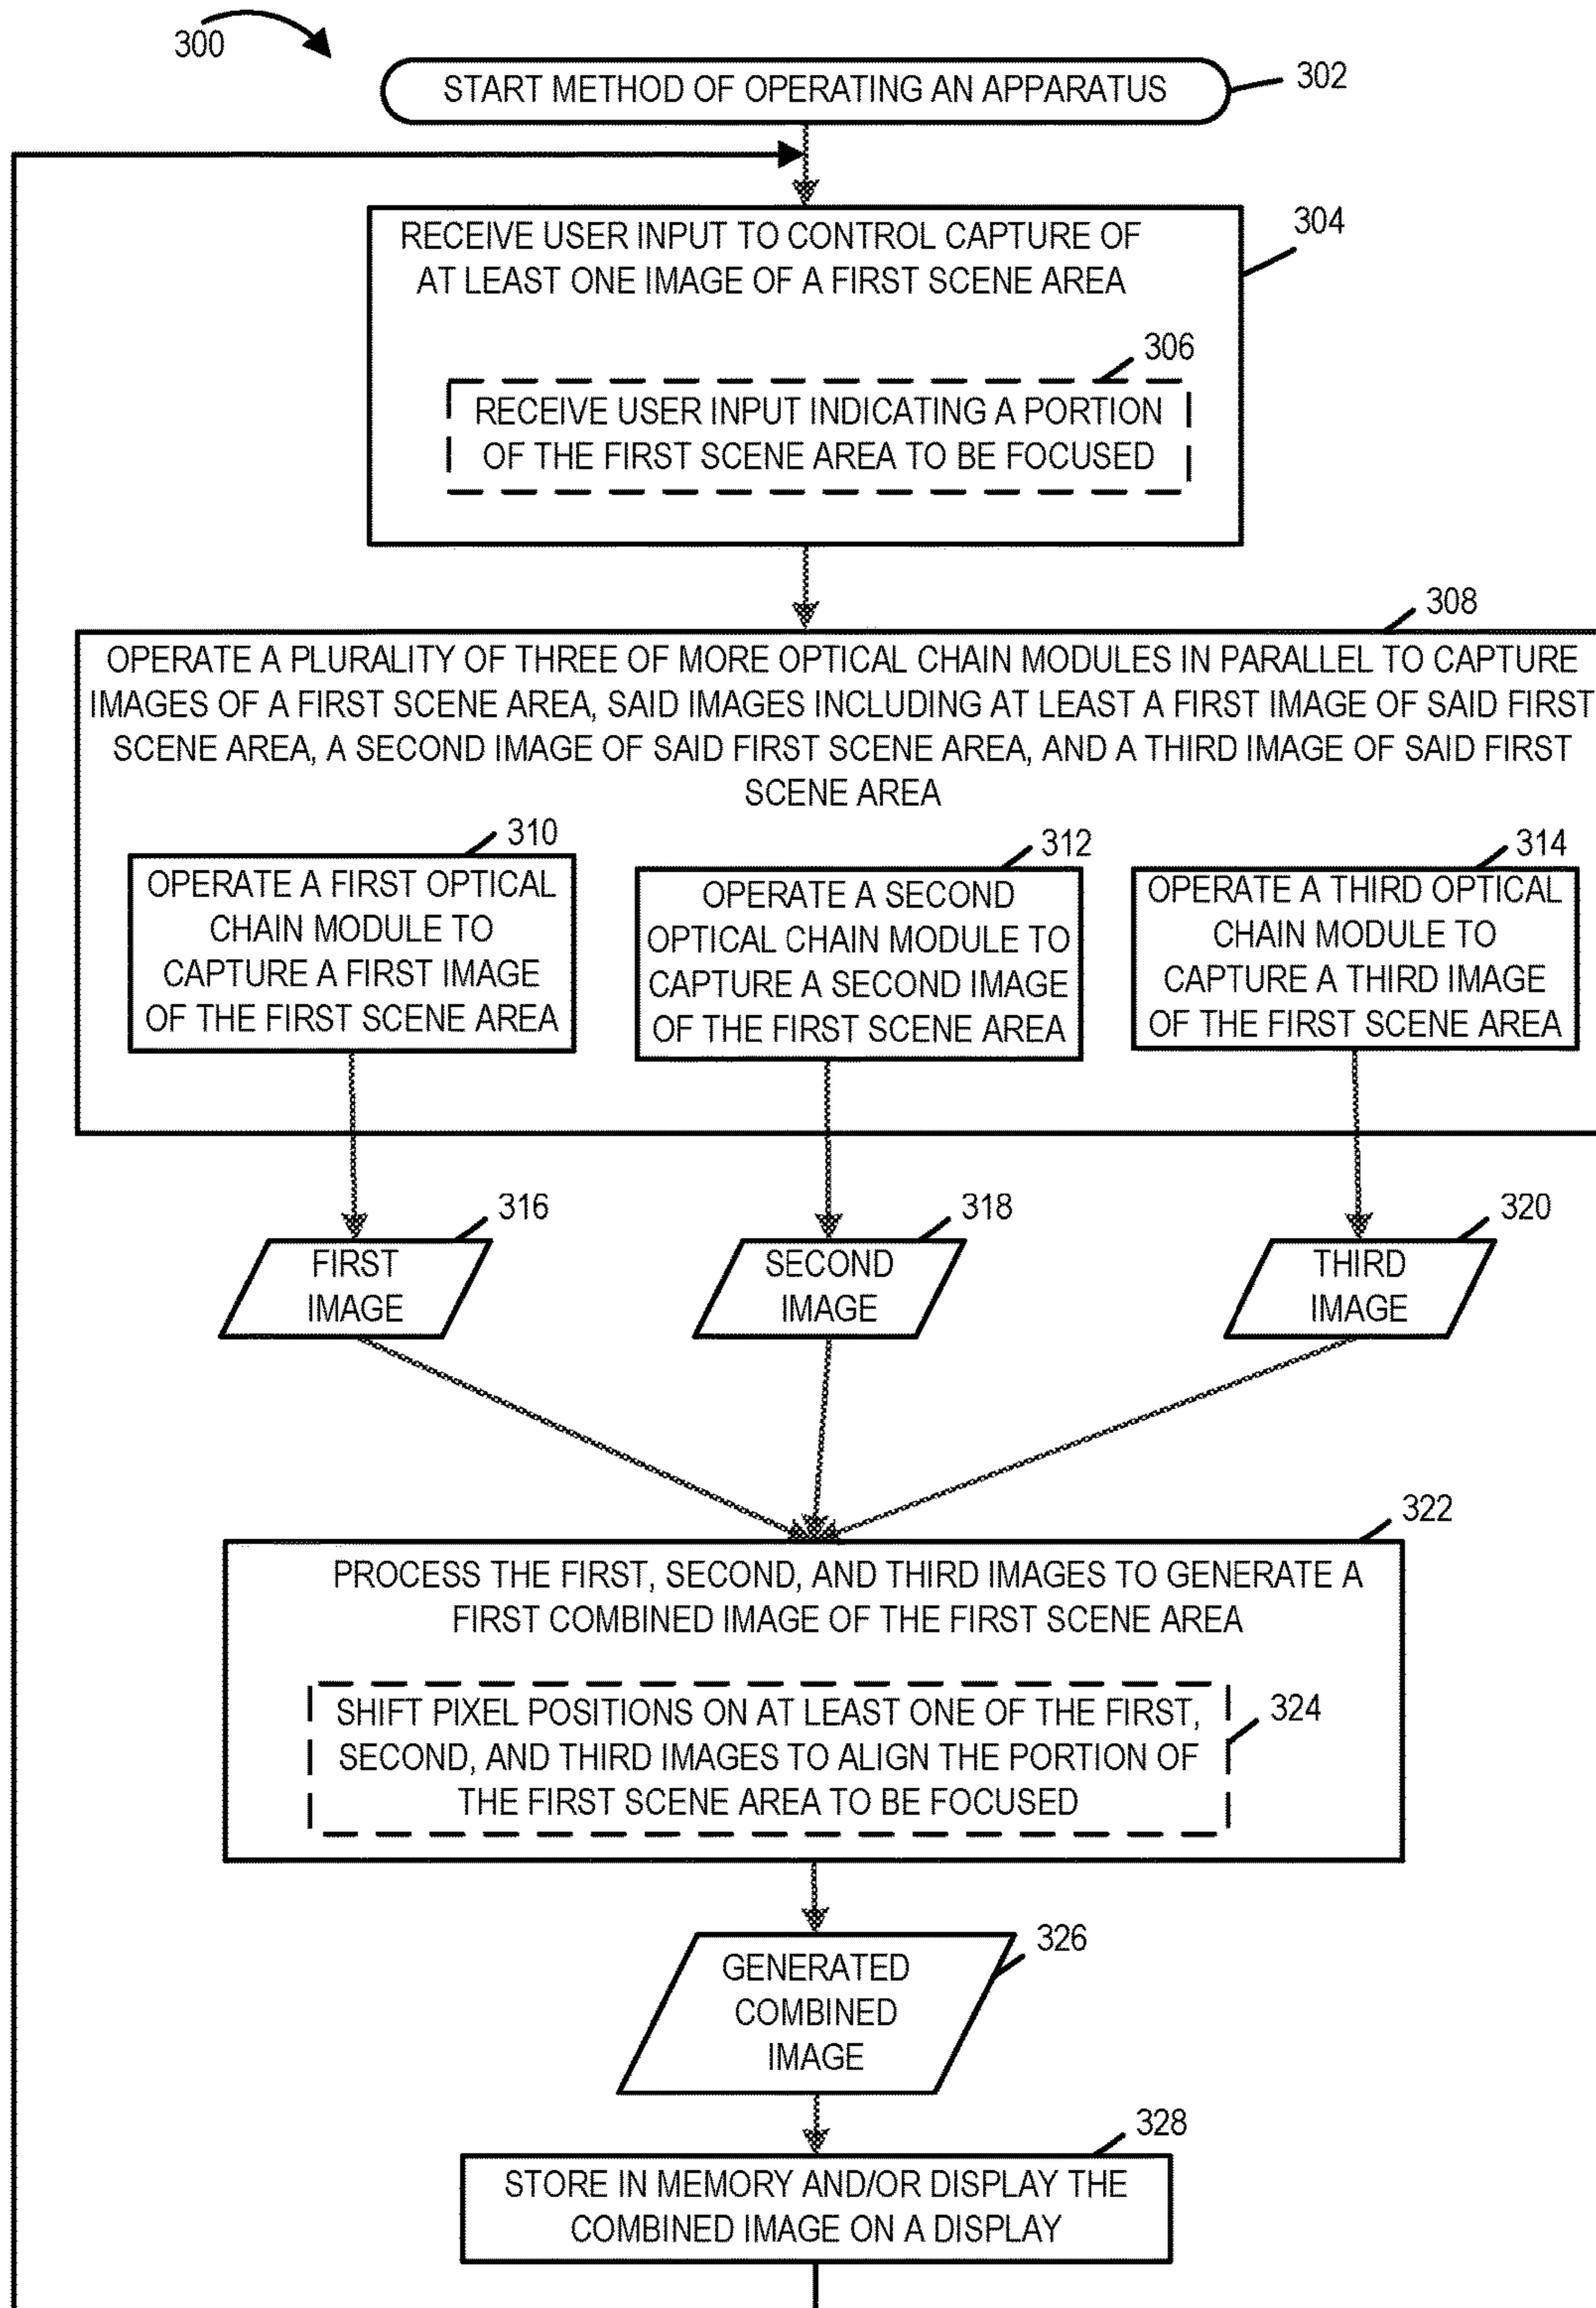 300
START METHOD OF OPERATING AN APPARATUS
302
RECEIVE USER INPUT TO CONTROL CAPTURE OF
AT LEAST ONE IMAGE OF A FIRST SCENE AREA
304
306
RECEIVE USER INPUT INDICATING A PORTION
OF THE FIRST SCENE AREA TO BE FOCUSED
308
OPERATE A PLURALITY OF THREE OF MORE OPTICAL CHAIN MODULES IN PARALLEL TO CAPTURE
IMAGES OF A FIRST SCENE AREA, SAID IMAGES INCLUDING AT LEAST A FIRST IMAGE OF SAID FIRST
SCENE AREA, A SECOND IMAGE OF SAID FIRST SCENE AREA, AND A THIRD IMAGE OF SAID FIRST
SCENE AREA
310
OPERATE A FIRST OPTICAL
CHAIN MODULE TO
CAPTURE A FIRST IMAGE
OF THE FIRST SCENE AREA
312
OPERATE A SECOND
OPTICAL CHAIN MODULE TO
CAPTURE A SECOND IMAGE
OF THE FIRST SCENE AREA
314
OPERATE A THIRD OPTICAL
CHAIN MODULE TO
CAPTURE A THIRD IMAGE
OF THE FIRST SCENE AREA
316
FIRST
IMAGE
318
SECOND
IMAGE
320
THIRD
IMAGE
322
PROCESS THE FIRST, SECOND, AND THIRD IMAGES TO GENERATE A
FIRST COMBINED IMAGE OF THE FIRST SCENE AREA
SHIFT PIXEL POSITIONS ON AT LEAST ONE OF THE FIRST,
SECOND, AND THIRD IMAGES TO ALIGN THE PORTION OF
THE FIRST SCENE AREA TO BE FOCUSED
324
GENERATED
COMBINED
IMAGE
326
328
STORE IN MEMORY AND/OR DISPLAY THE
COMBINED IMAGE ON A DISPLAY